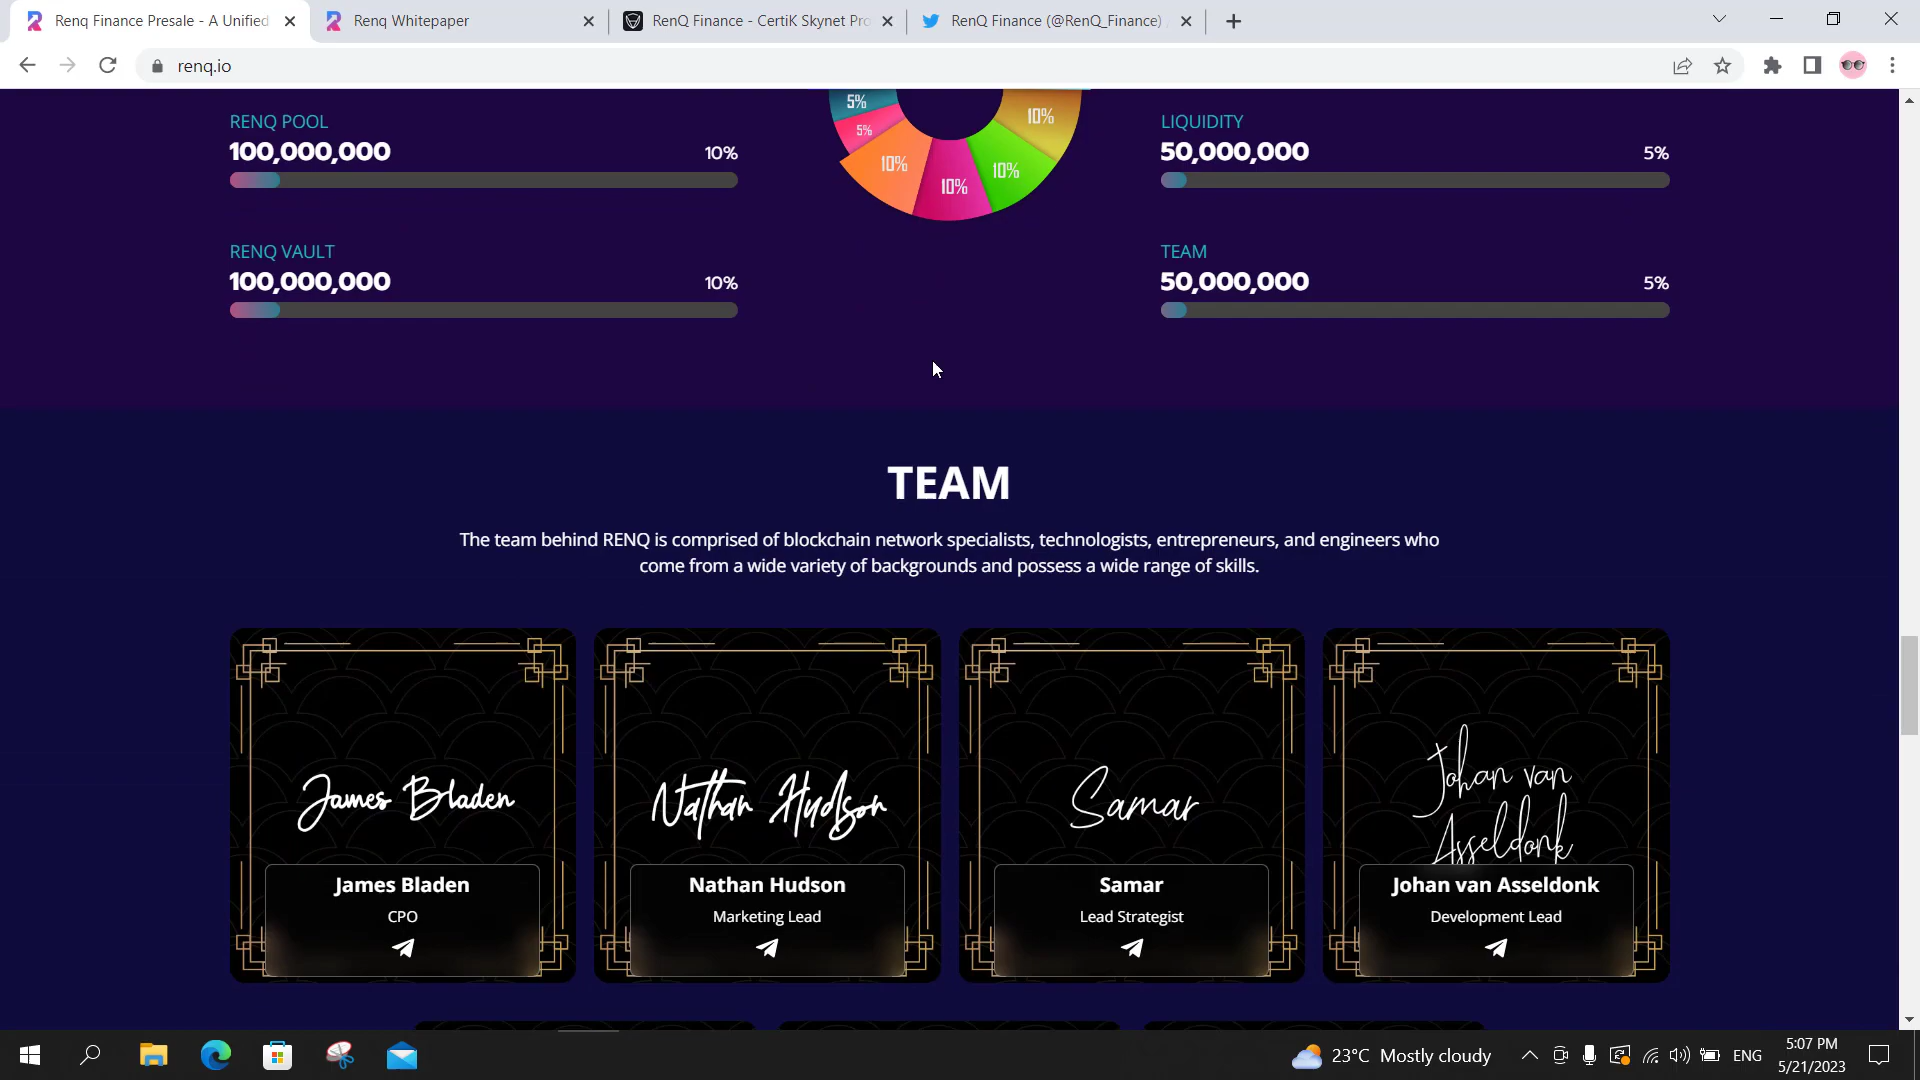 Renq Finance Presale - A Unified
Renq Whitepaper
RenQ Finance - CertiK Skynet Pro
RenQ Finance (@RenQ_Finance)
renq.io
5%
5%
10%
10%
10%
10%
RENQ POOL
100,000,000
10%
LIQUIDITY
50,000,000
5%
RENQ VAULT
100,000,000
10%
TEAM
50,000,000
5%
TEAM
The team behind RENQ is comprised of blockchain network specialists, technologists, entrepreneurs, and engineers who
come from a wide variety of backgrounds and possess a wide range of skills.
James Bladen
James Bladen
CPO
Nathan Hudson
Nathan Hudson
Marketing Lead
Samar
Samar
Lead Strategist
Johan van
Asseldonk
Johan van Asseldonk
Development Lead
23°C Mostly cloudy
ENG
5:07 PM
5/21/2023